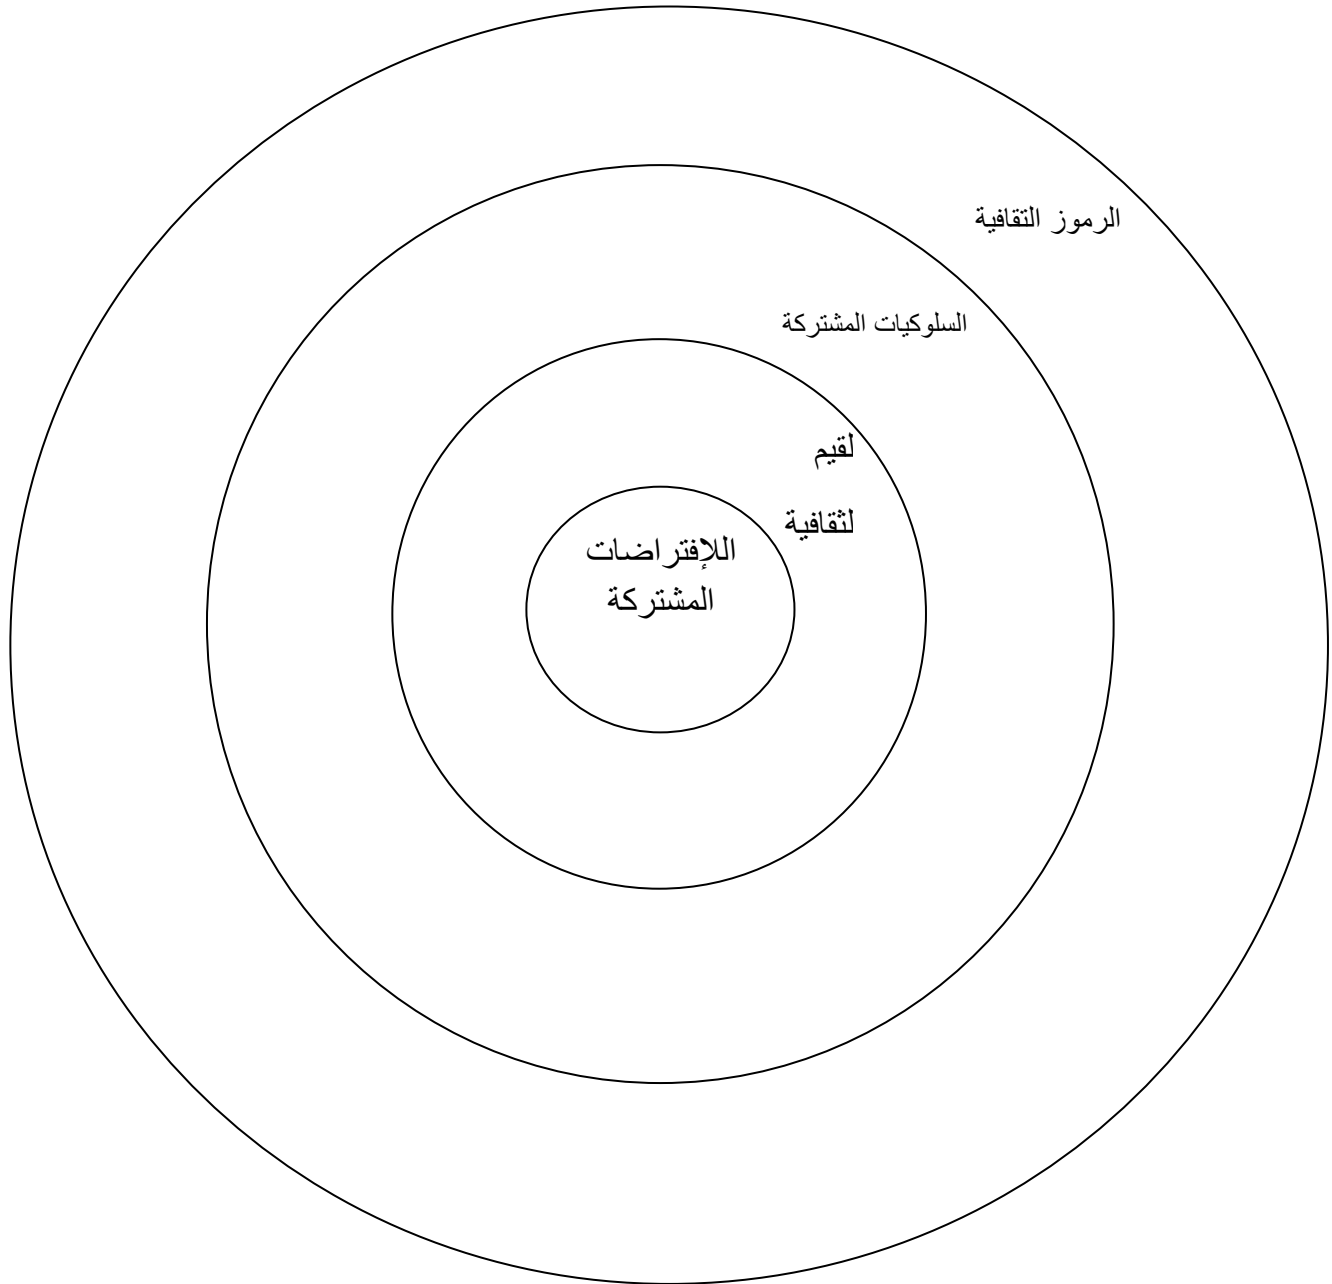 الرموز التقافية
السلوكيات المشتركة
لقيم
لثقافية
اللإفتراضات
المشتركة